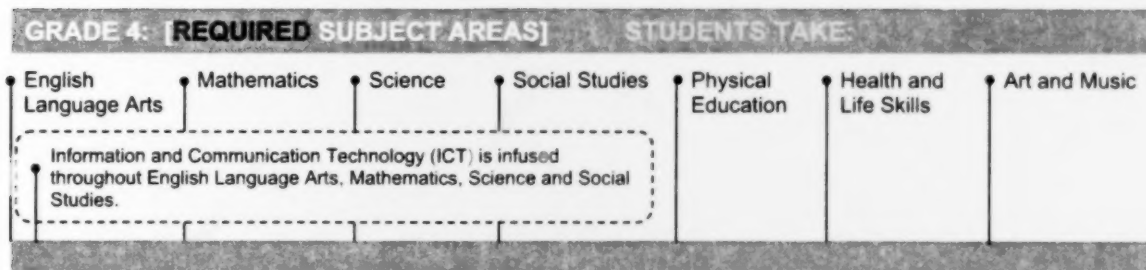 GRADE 4: [REQUIRED SUBJECT AREAS] STUDENTS TAKE:
English Language Arts
Mathematics
Science
Social Studies
Physical Education
Health and Life Skills
Art and Music
Information and Communication Technology (ICT) is infused
throughout English Language Arts, Mathematics, Science and Social
Studies.